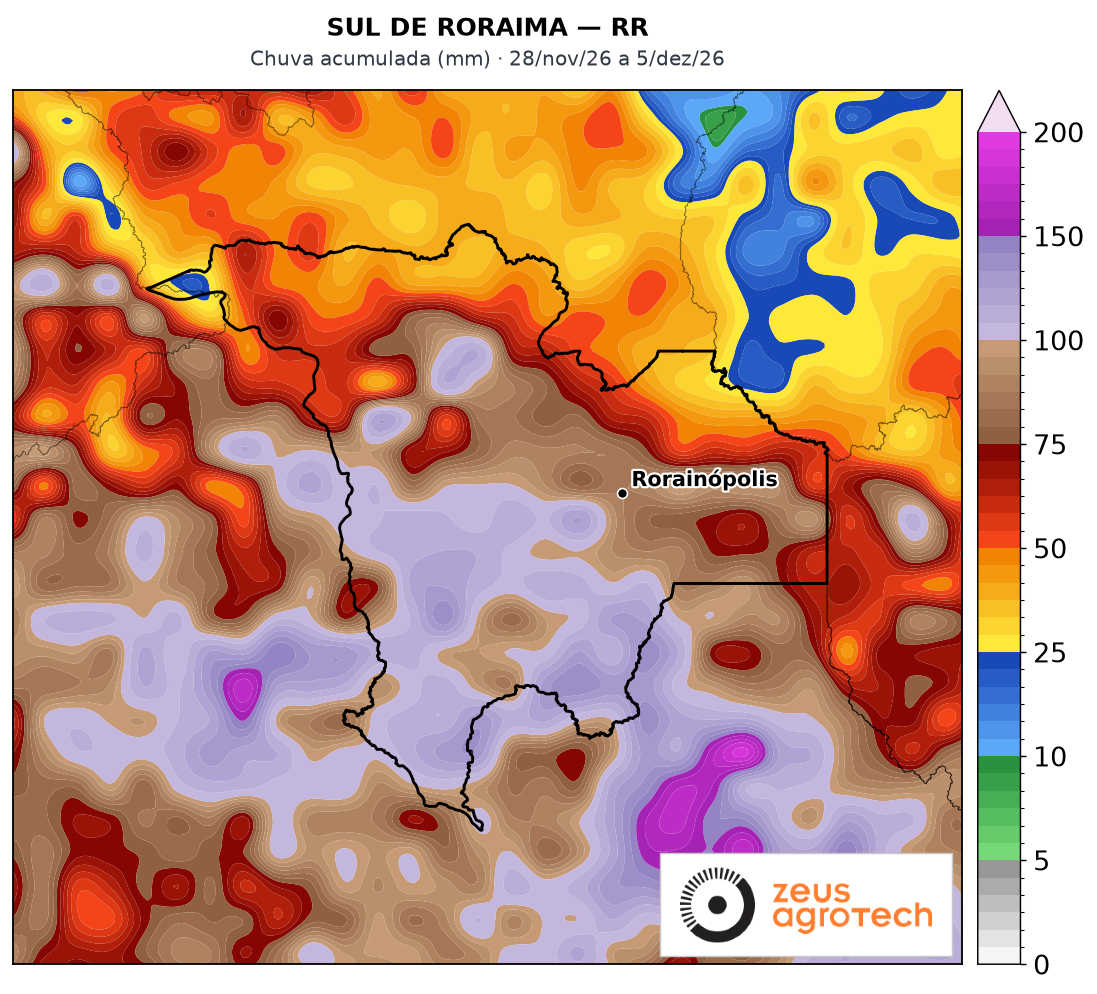 SUL DE RORAIMA — RR
Chuva acumulada (mm) · 28/nov/26 a 5/dez/26
200
150
100
75
50
25
10
5
0
Rorainópolis
zeus
agrotech